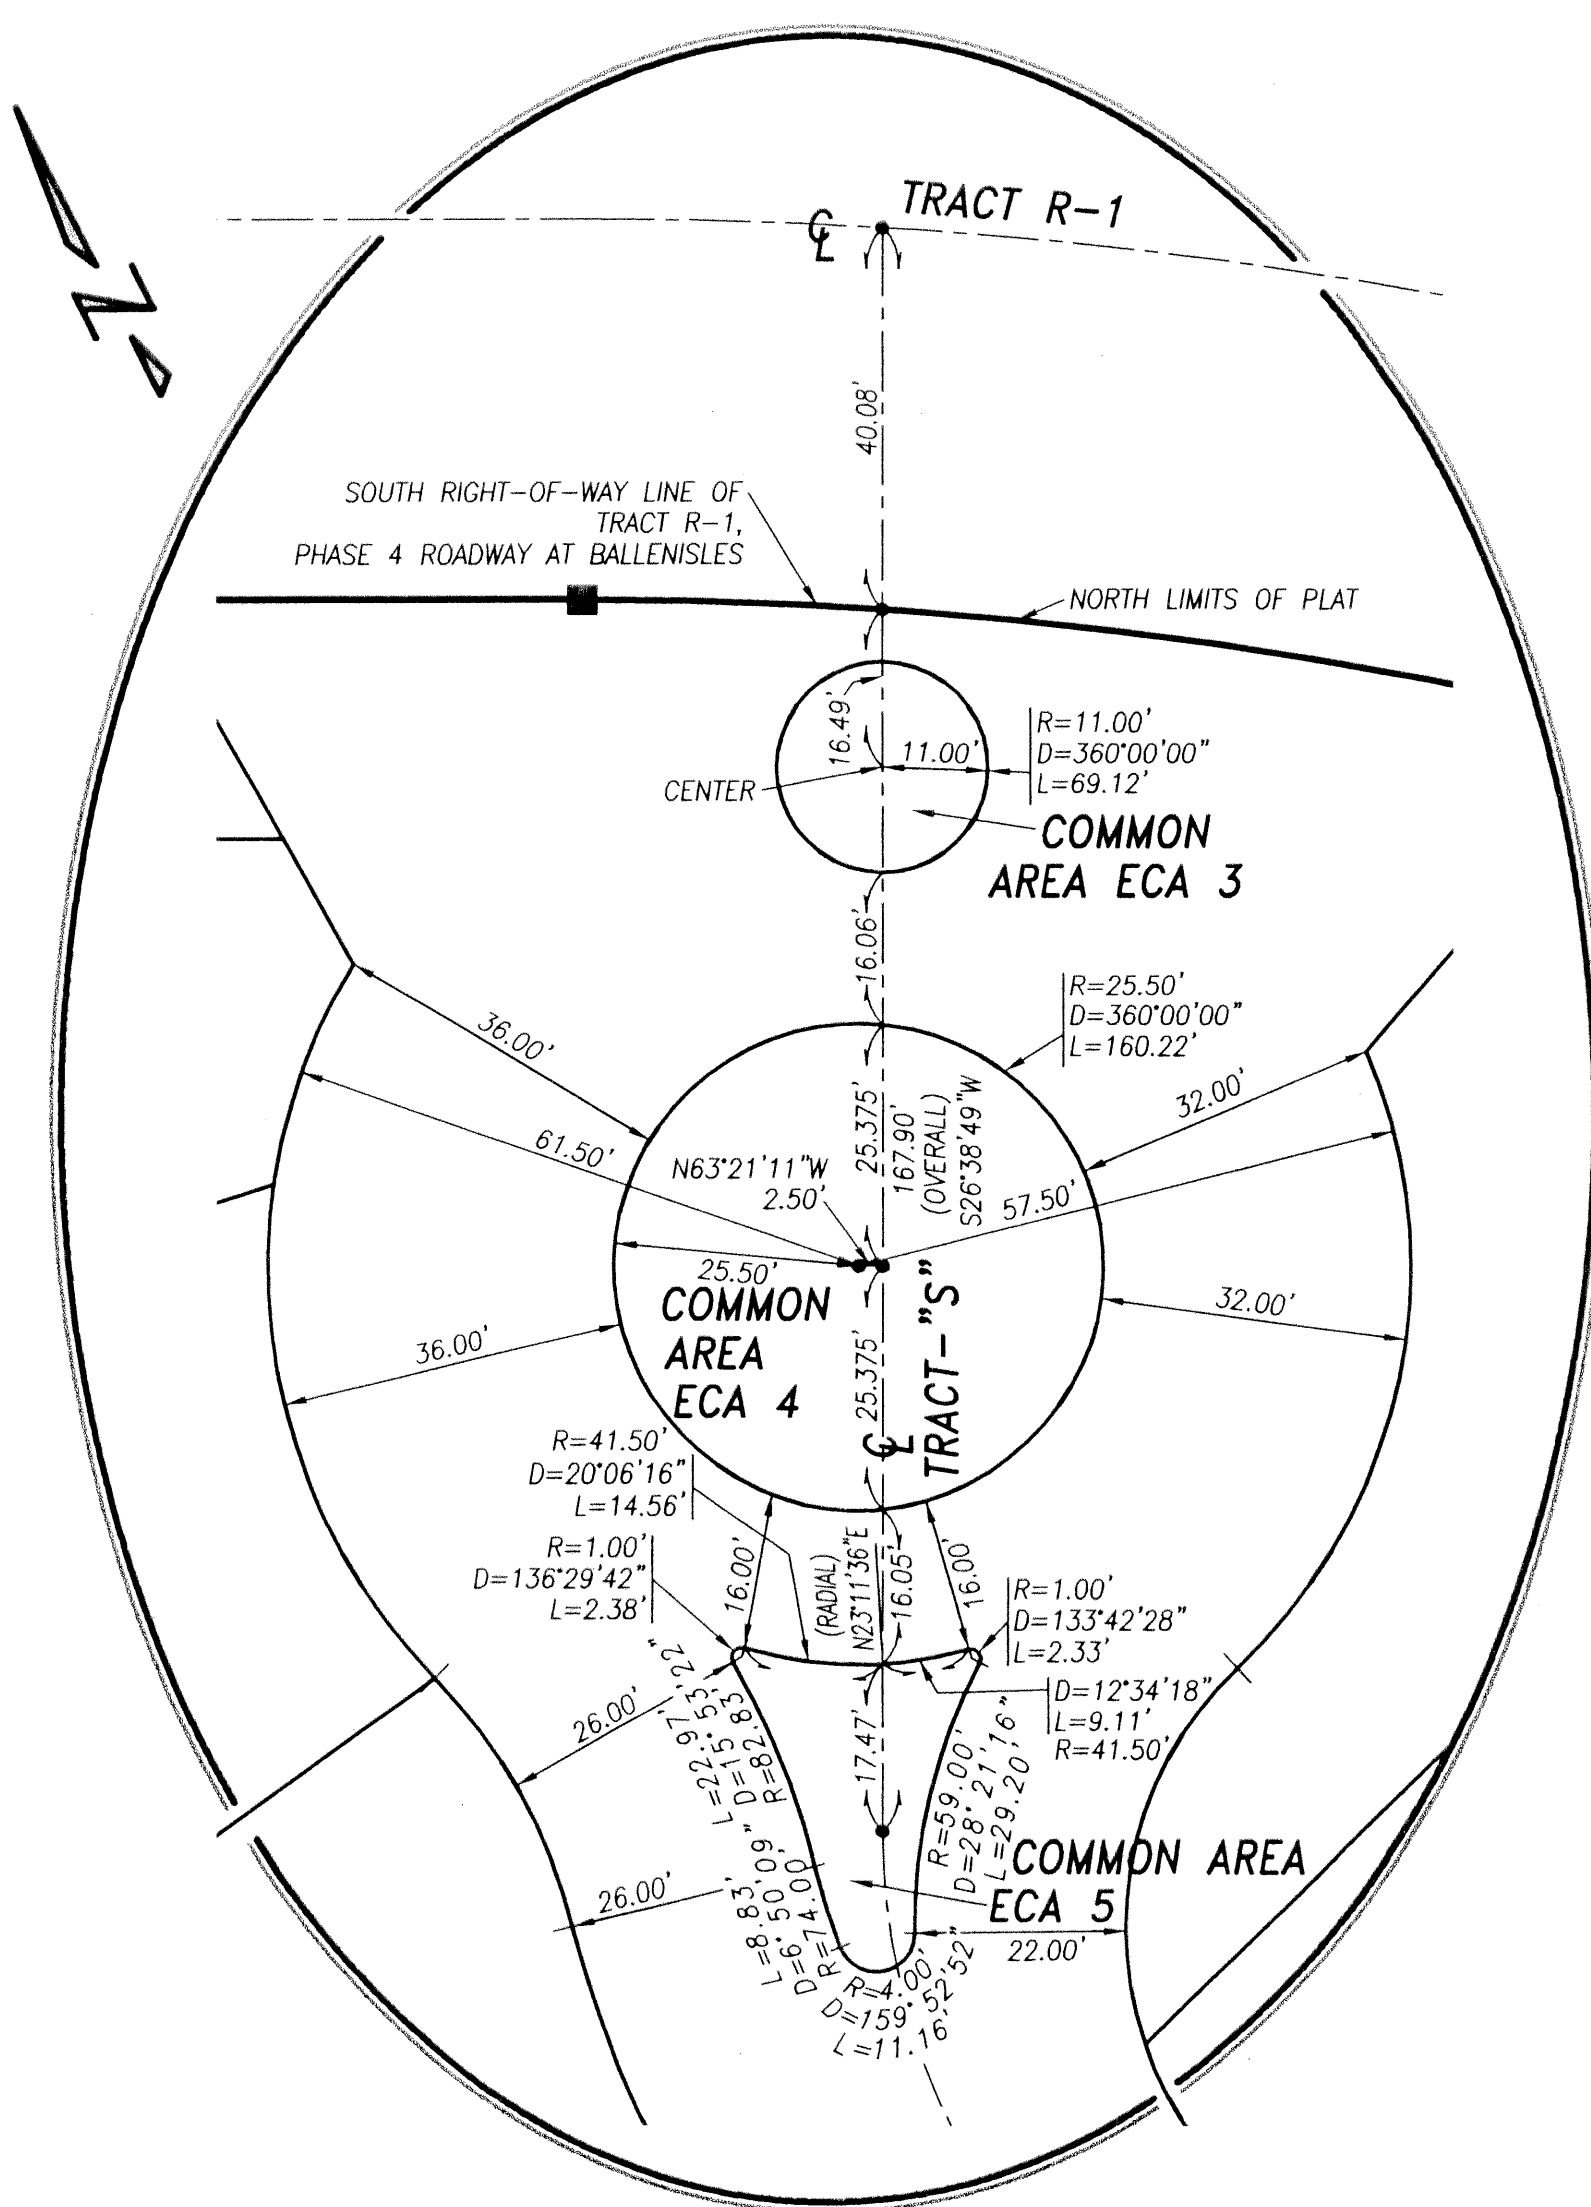 TRACT R-1
℄
40.08'
SOUTH RIGHT-OF-WAY LINE OF
TRACT R-1,
PHASE 4 ROADWAY AT BALLENISLES
NORTH LIMITS OF PLAT
16.49'
11.00'
R=11.00'
D=360°00'00"
L=69.12'
CENTER
COMMON
AREA ECA 3
16.06'
R=25.50'
D=360°00'00"
L=160.22'
36.00'
32.00'
61.50'
57.50'
N63°21'11"W
2.50'
25.375'
167.90'
(OVERALL)
S26°38'49"W
25.50'
COMMON
AREA
ECA 4
25.375'
℄
TRACT-"S"
32.00'
36.00'
R=41.50'
D=20°06'16"
L=14.56'
R=1.00'
D=136°29'42"
L=2.38'
16.00'
(RADIAL)
N23°11'36"E
16.05'
16.00'
R=1.00'
D=133°42'28"
L=2.33'
D=12°34'18"
L=9.11'
R=41.50'
26.00'
L=22.97'
D=15°53'22"
R=82.83'
17.47'
R=59.00'
D=28°21'16"
L=29.20'
COMMON AREA
ECA 5
26.00'
L=8.83'
D=6°50'09"
R=74.00'
22.00'
R=4.00'
D=159°52'52"
L=11.16'
N